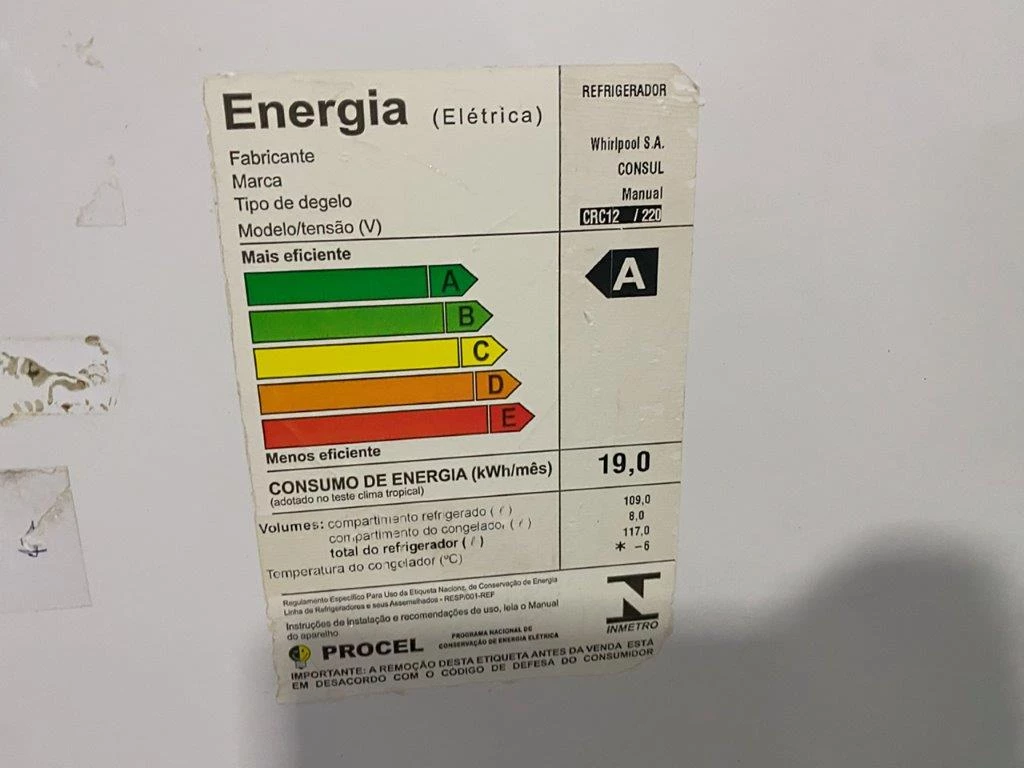 Energia (Elétrica)
REFRIGERADOR
Fabricante
Whirlpool S.A.
Marca
CONSUL
Tipo de degelo
Manual
Modelo/tensão (V)
CRC12 / 220
Mais eficiente
A
A
B
C
D
E
Menos eficiente
CONSUMO DE ENERGIA (kWh/mês)
19,0
(adotado no teste clima tropical)
Volumes: compartimento refrigerado (ℓ)
109,0
compartimento do congelador (ℓ)
8,0
total do refrigerador (ℓ)
117,0
Temperatura do congelador (ºC)
* -6
Regulamento Específico Para Uso da Etiqueta Nacional de Conservação de Energia
Linha de Refrigeradores e seus Assemelhados - RESP/001-REF
Instruções de instalação e recomendações de uso, leia o Manual
do aparelho
PROCEL
PROGRAMA NACIONAL DE
CONSERVAÇÃO DE ENERGIA ELÉTRICA
INMETRO
IMPORTANTE: A REMOÇÃO DESTA ETIQUETA ANTES DA VENDA ESTÁ
EM DESACORDO COM O CÓDIGO DE DEFESA DO CONSUMIDOR